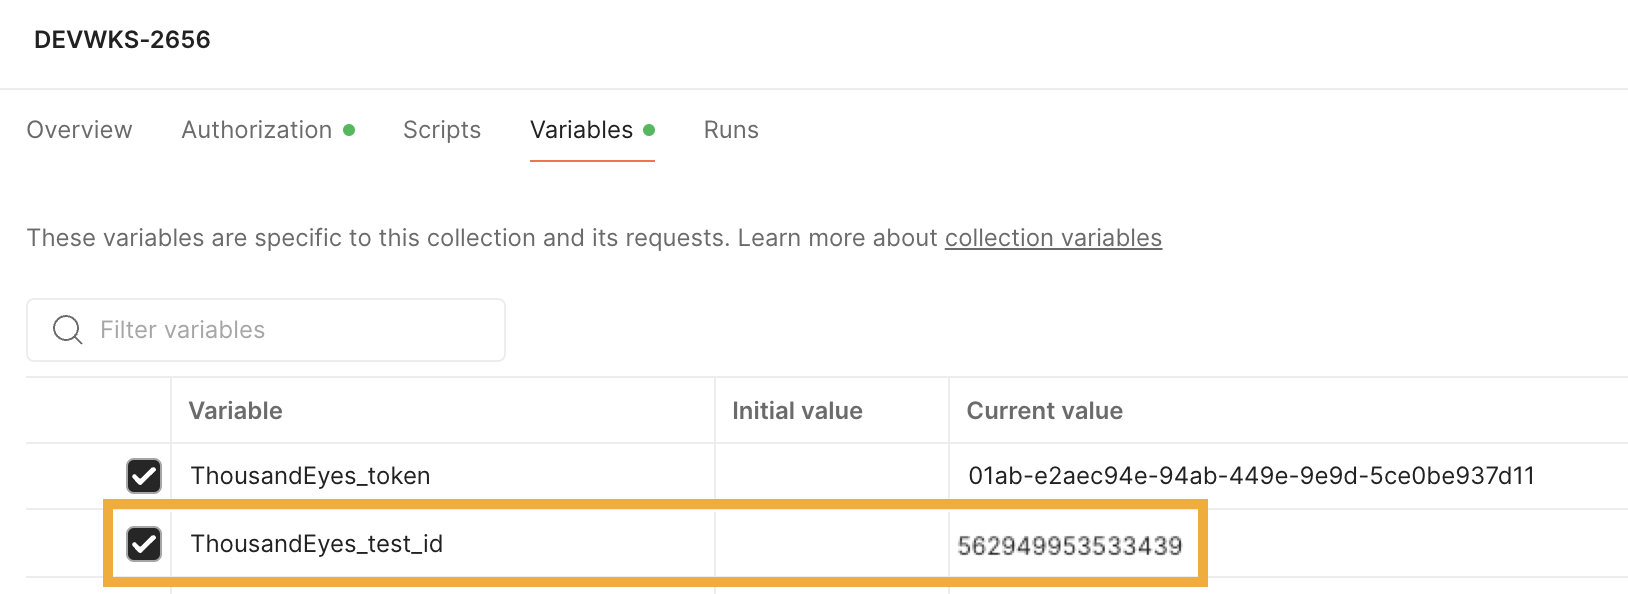 DEVWKS-2656
Overview Authorization Scripts Variables Runs
These variables are specific to this collection and its requests. Learn more about collection variables
Filter variables
Variable Initial value Current value
ThousandEyes_token 01ab-e2aec94e-94ab-449e-9e9d-5ce0be937d11
ThousandEyes_test_id 562949953533439